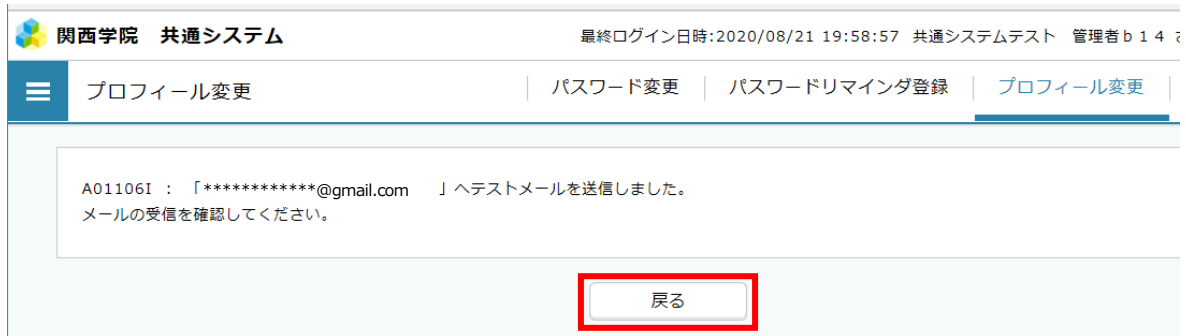 関西学院　共通システム
最終ログイン日時:2020/08/21 19:58:57 共通システムテスト　管理者ｂ１４
プロフィール変更
パスワード変更
パスワードリマインダ登録
プロフィール変更
A01106I ： 「************@gmail.com　」へテストメールを送信しました。
メールの受信を確認してください。
戻る